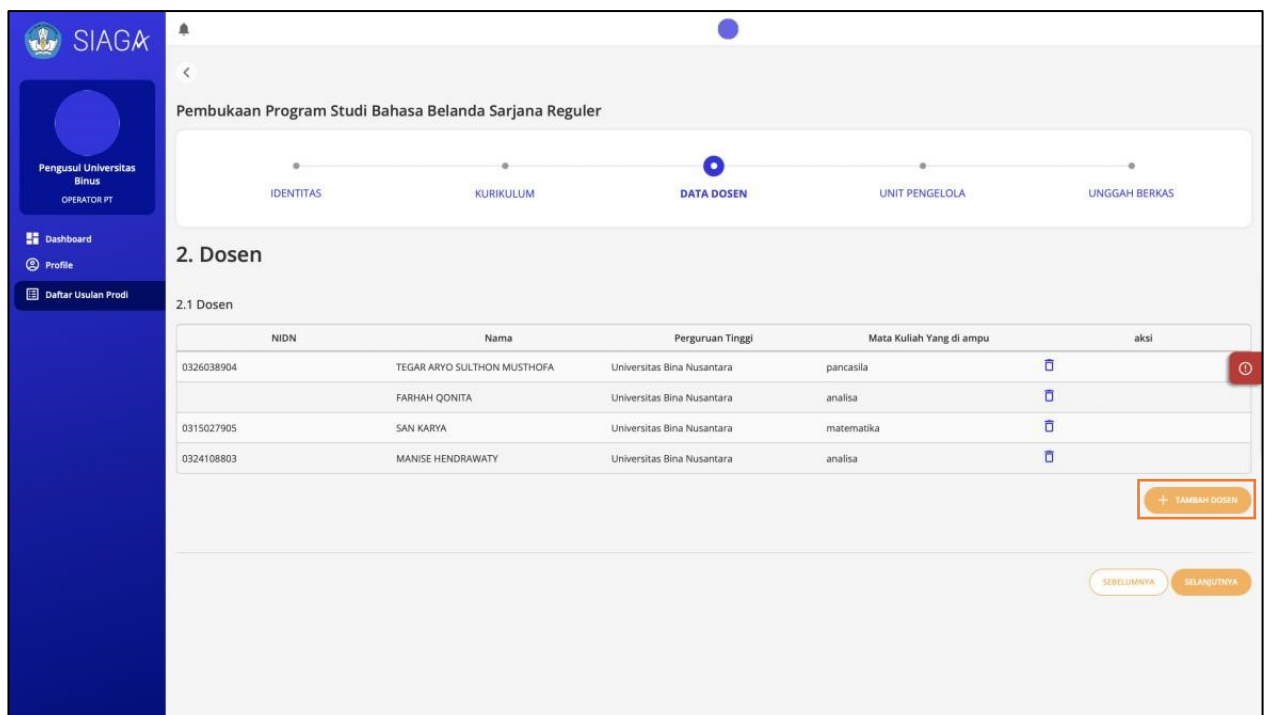 SIAGA
Pengusul Universitas
Binus
OPERATOR PT
Dashboard
Profile
Daftar Usulan Prodi
Pembukaan Program Studi Bahasa Belanda Sarjana Reguler
IDENTITAS KURIKULUM DATA DOSEN UNIT PENGELOLA UNGGAH BERKAS
2. Dosen
2.1 Dosen
NIDN Nama Perguruan Tinggi Mata Kuliah Yang di ampu aksi
0326038904 TEGAR ARYO SULTHON MUSTHOFA Universitas Bina Nusantara pancasila
FARHAH QONITA Universitas Bina Nusantara analisa
0315027905 SAN KARYA Universitas Bina Nusantara matematika
0324108803 MANISE HENDRAWATY Universitas Bina Nusantara analisa
+ TAMBAH DOSEN
SEBELUMNYA SELANJUTNYA